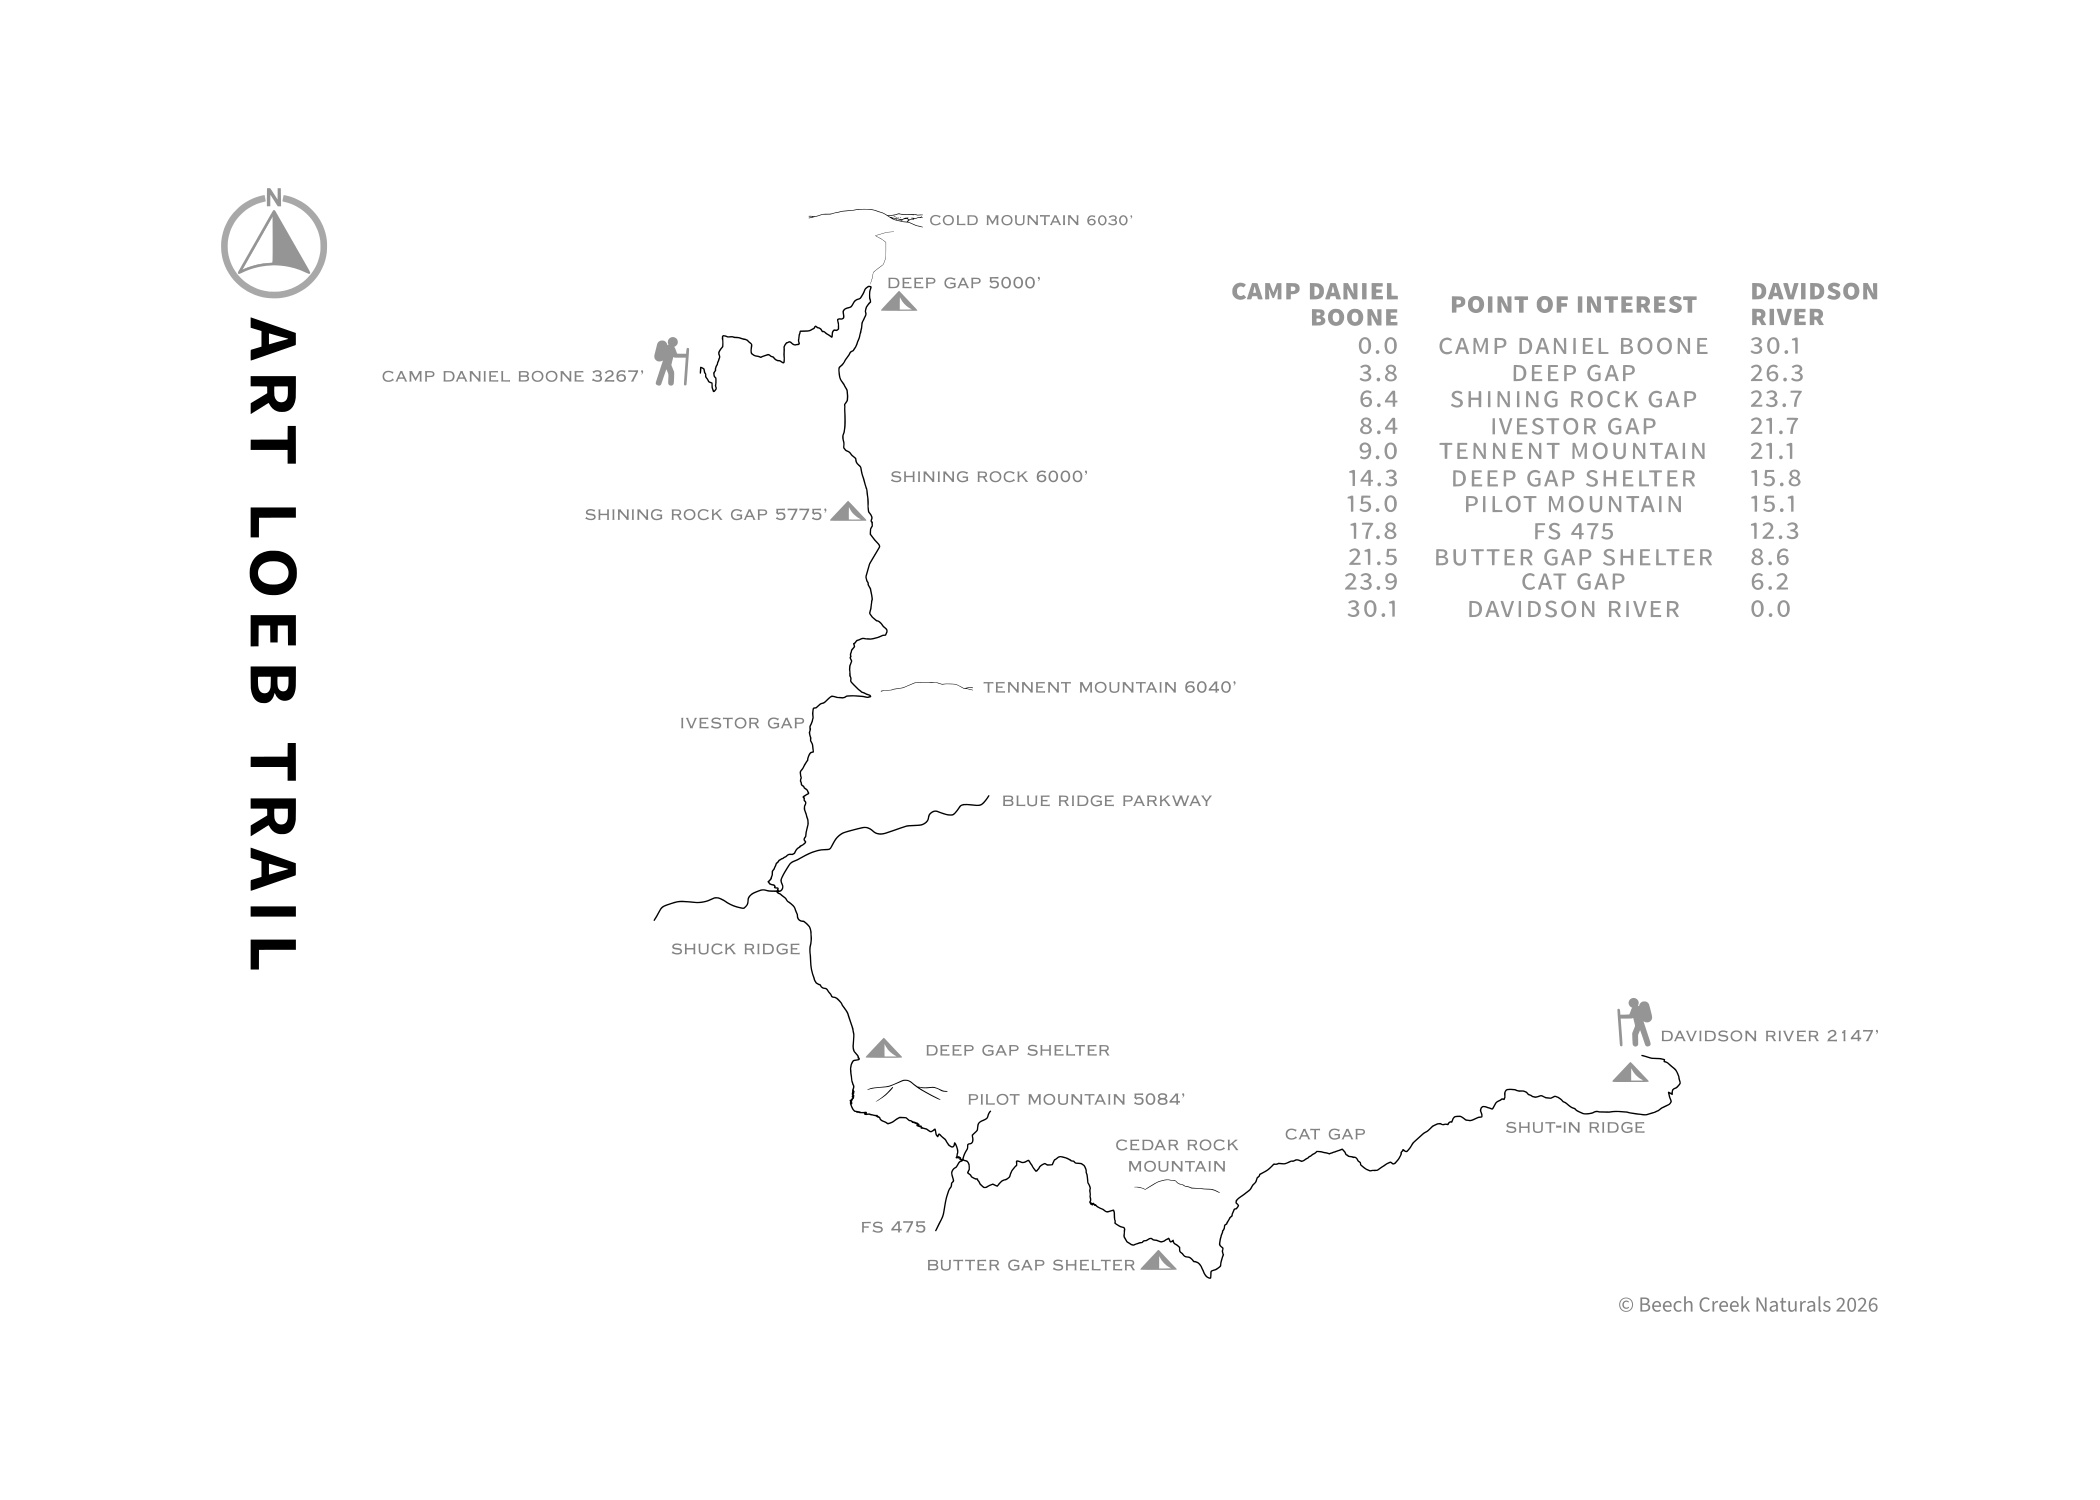 N
ART LOEB TRAIL
COLD MOUNTAIN 6030’
DEEP GAP 5000’
CAMP DANIEL BOONE 3267’
SHINING ROCK 6000’
SHINING ROCK GAP 5775’
TENNENT MOUNTAIN 6040’
IVESTOR GAP
BLUE RIDGE PARKWAY
SHUCK RIDGE
DEEP GAP SHELTER
PILOT MOUNTAIN 5084’
CEDAR ROCK
MOUNTAIN
CAT GAP
SHUT-IN RIDGE
DAVIDSON RIVER 2147’
FS 475
BUTTER GAP SHELTER
CAMP DANIEL BOONE POINT OF INTEREST DAVIDSON RIVER
0.0 CAMP DANIEL BOONE 30.1
3.8 DEEP GAP 26.3
6.4 SHINING ROCK GAP 23.7
8.4 IVESTOR GAP 21.7
9.0 TENNENT MOUNTAIN 21.1
14.3 DEEP GAP SHELTER 15.8
15.0 PILOT MOUNTAIN 15.1
17.8 FS 475 12.3
21.5 BUTTER GAP SHELTER 8.6
23.9 CAT GAP 6.2
30.1 DAVIDSON RIVER 0.0
© Beech Creek Naturals 2026